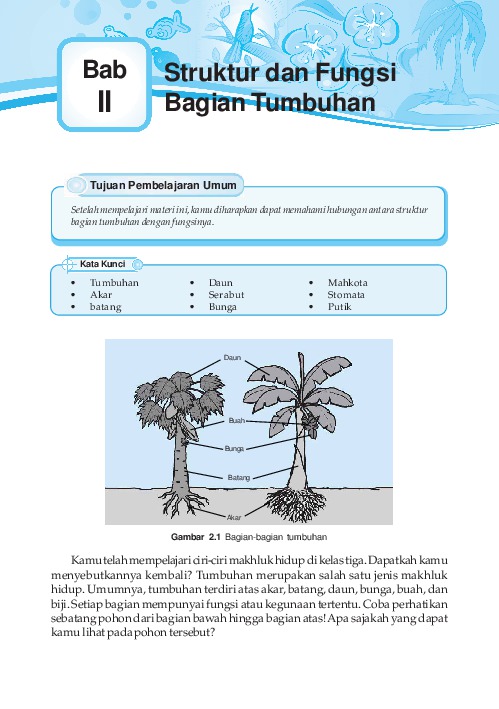 Bab
II
Struktur dan Fungsi
Bagian Tumbuhan
Tujuan Pembelajaran Umum
Setelah mempelajari materi ini, kamu diharapkan dapat memahami hubungan antara struktur
bagian tumbuhan dengan fungsinya.
Kata Kunci
• Tumbuhan • Daun • Mahkota
• Akar • Serabut • Stomata
• batang • Bunga • Putik
Daun
Buah
Bunga
Batang
Akar
Gambar 2.1 Bagian-bagian tumbuhan
Kamu telah mempelajari ciri-ciri makhluk hidup di kelas tiga. Dapatkah kamu
menyebutkannya kembali? Tumbuhan merupakan salah satu jenis makhluk
hidup. Umumnya, tumbuhan terdiri atas akar, batang, daun, bunga, buah, dan
biji. Setiap bagian mempunyai fungsi atau kegunaan tertentu. Coba perhatikan
sebatang pohon dari bagian bawah hingga bagian atas! Apa sajakah yang dapat
kamu lihat pada pohon tersebut?